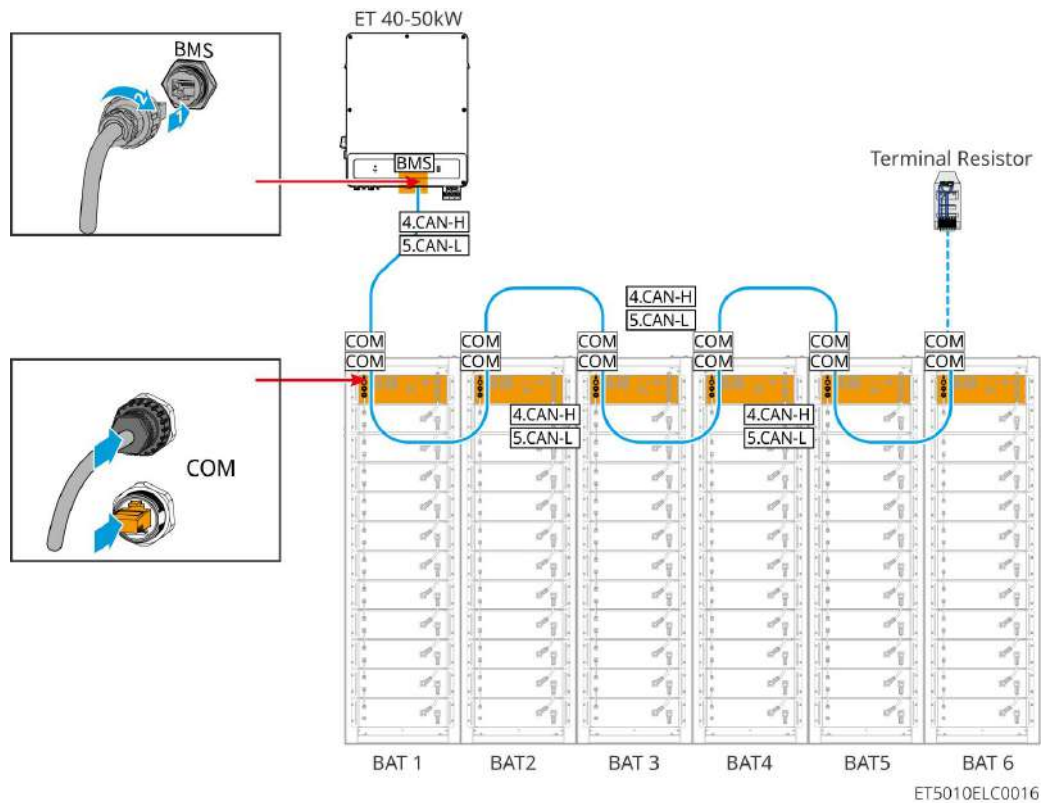 ET 40-50kW
BMS
2
1
BMS
Terminal Resistor
4.CAN-H
5.CAN-L
4.CAN-H
5.CAN-L
COM COM COM COM COM COM
COM COM COM COM COM COM
4.CAN-H 4.CAN-H
5.CAN-L 5.CAN-L
COM
BAT 1 BAT2 BAT 3 BAT4 BAT5 BAT 6
ET5010ELC0016